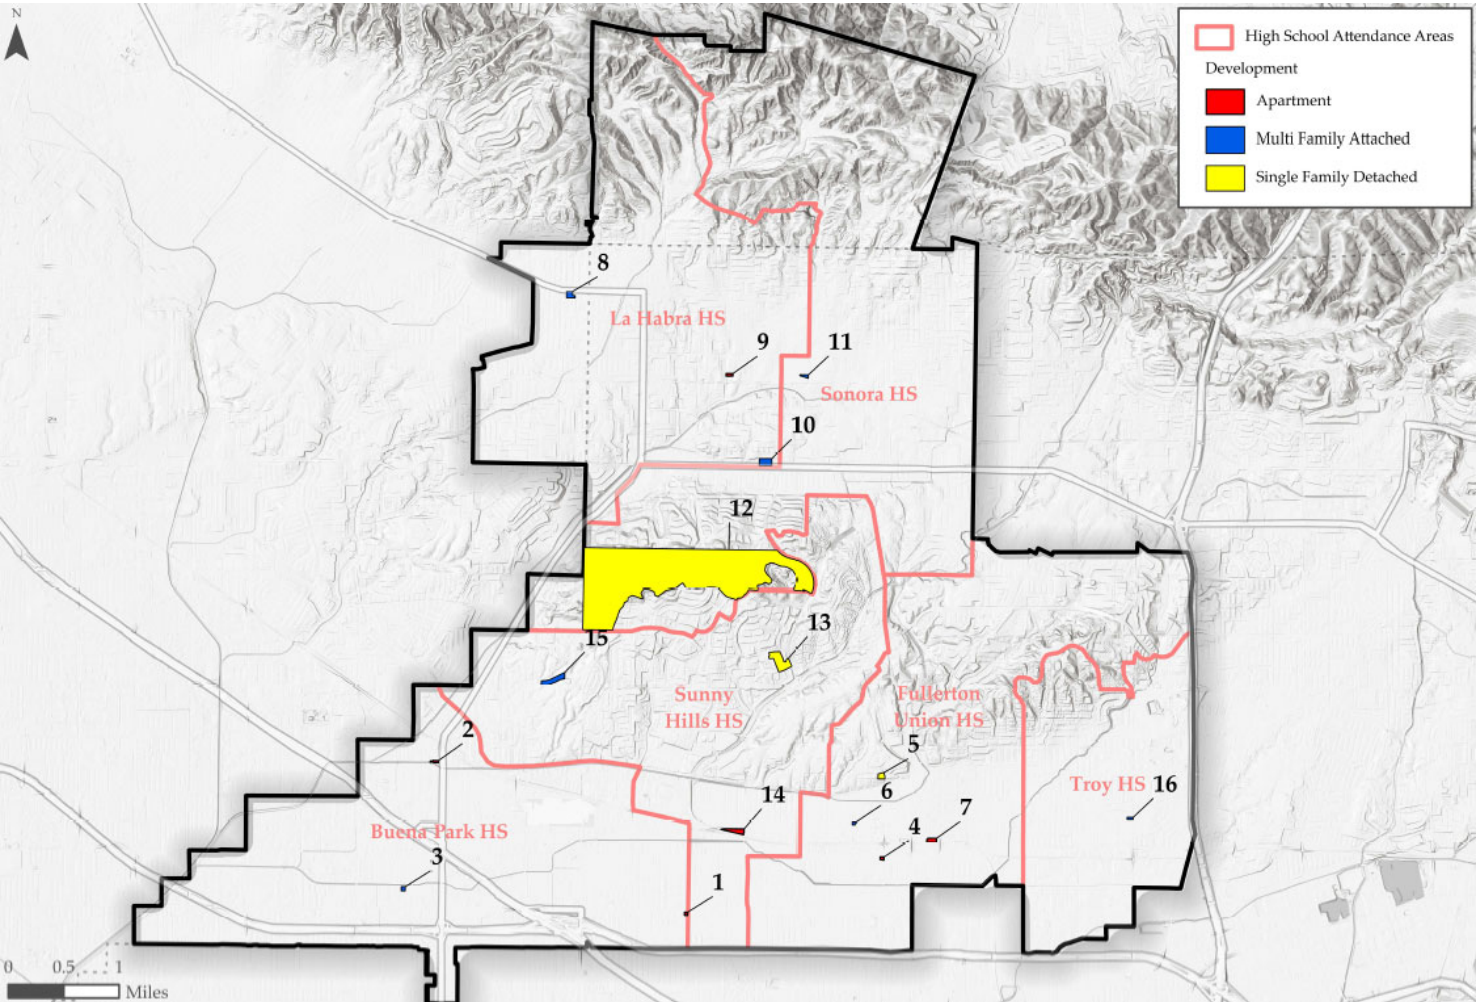 N
High School Attendance Areas
Development
Apartment
Multi Family Attached
Single Family Detached
8
La Habra HS
9
11
Sonora HS
10
12
13
15
Sunny
Hills HS
Fullerton
Union HS
2
5
Troy HS
16
14
6
7
4
Buena Park HS
3
1
0 0.5 1
Miles